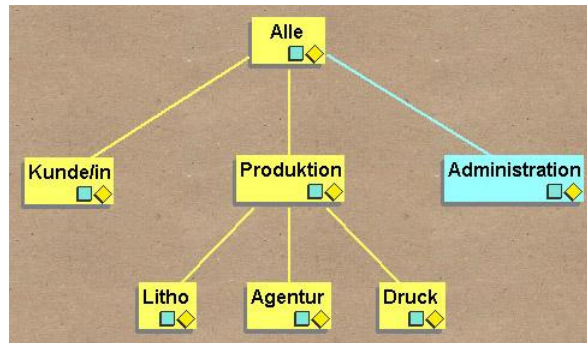 Alle
Kunde/in
Produktion
Administration
Litho
Agentur
Druck